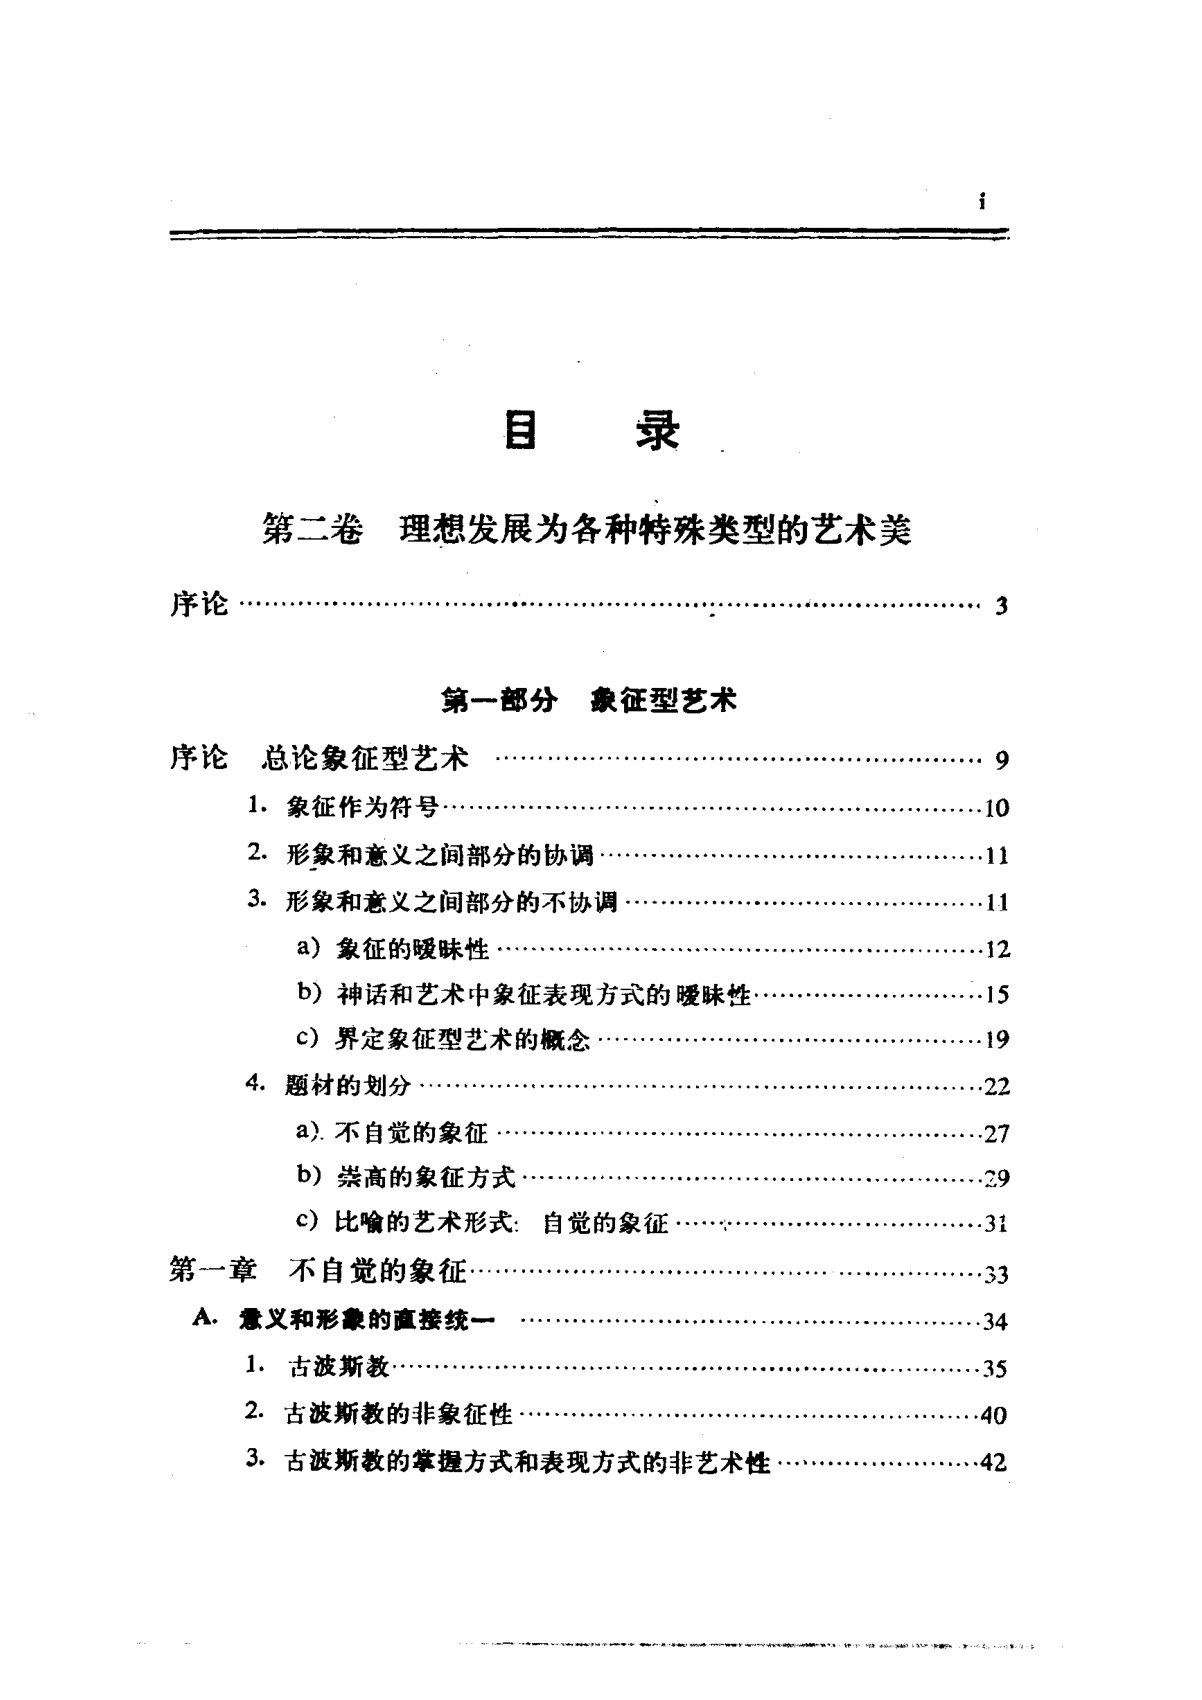 i
目 录
第二卷 理想发展为各种特殊类型的艺术美
序论…………………………………………………………… 3
第一部分 象征型艺术
序论 总论象征型艺术 ………………………………………… 9
1. 象征作为符号……………………………………………10
2. 形象和意义之间部分的协调………………………………11
3. 形象和意义之间部分的不协调……………………………11
a) 象征的暧昧性………………………………………12
b) 神话和艺术中象征表现方式的暧昧性…………………15
c) 界定象征型艺术的概念………………………………19
4. 题材的划分………………………………………………22
a). 不自觉的象征………………………………………27
b) 崇高的象征方式……………………………………29
c) 比喻的艺术形式: 自觉的象征………………………31
第一章 不自觉的象征…………………………………………33
A. 意义和形象的直接统一 ……………………………………34
1. 古波斯教…………………………………………………35
2. 古波斯教的非象征性……………………………………40
3. 古波斯教的掌握方式和表现方式的非艺术性………………42